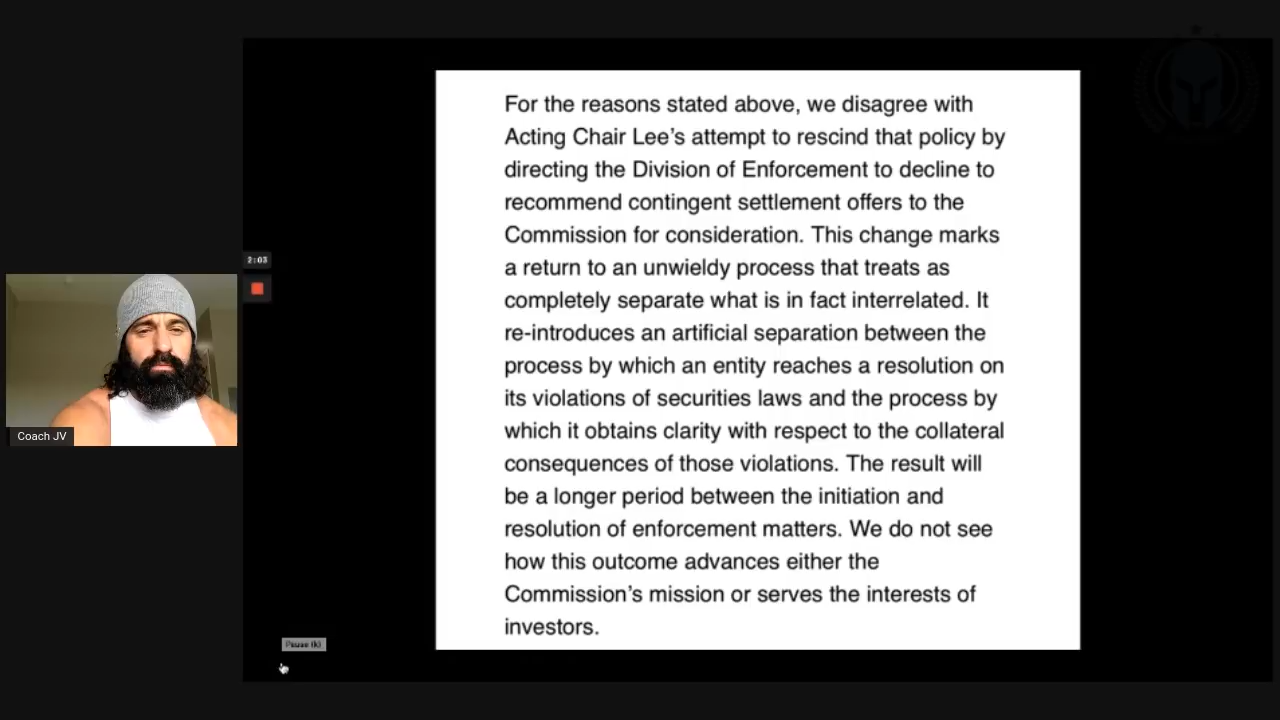 For the reasons stated above, we disagree with
Acting Chair Lee's attempt to rescind that policy by
directing the Division of Enforcement to decline to
recommend contingent settlement offers to the
Commission for consideration. This change marks
a return to an unwieldy process that treats as
completely separate what is in fact interrelated. It
re-introduces an artificial separation between the
process by which an entity reaches a resolution on
its violations of securities laws and the process by
which it obtains clarity with respect to the collateral
consequences of those violations. The result will
be a longer period between the initiation and
resolution of enforcement matters. We do not see
how this outcome advances either the
Commission's mission or serves the interests of
investors.
2:03
Coach JV
Pause (k)